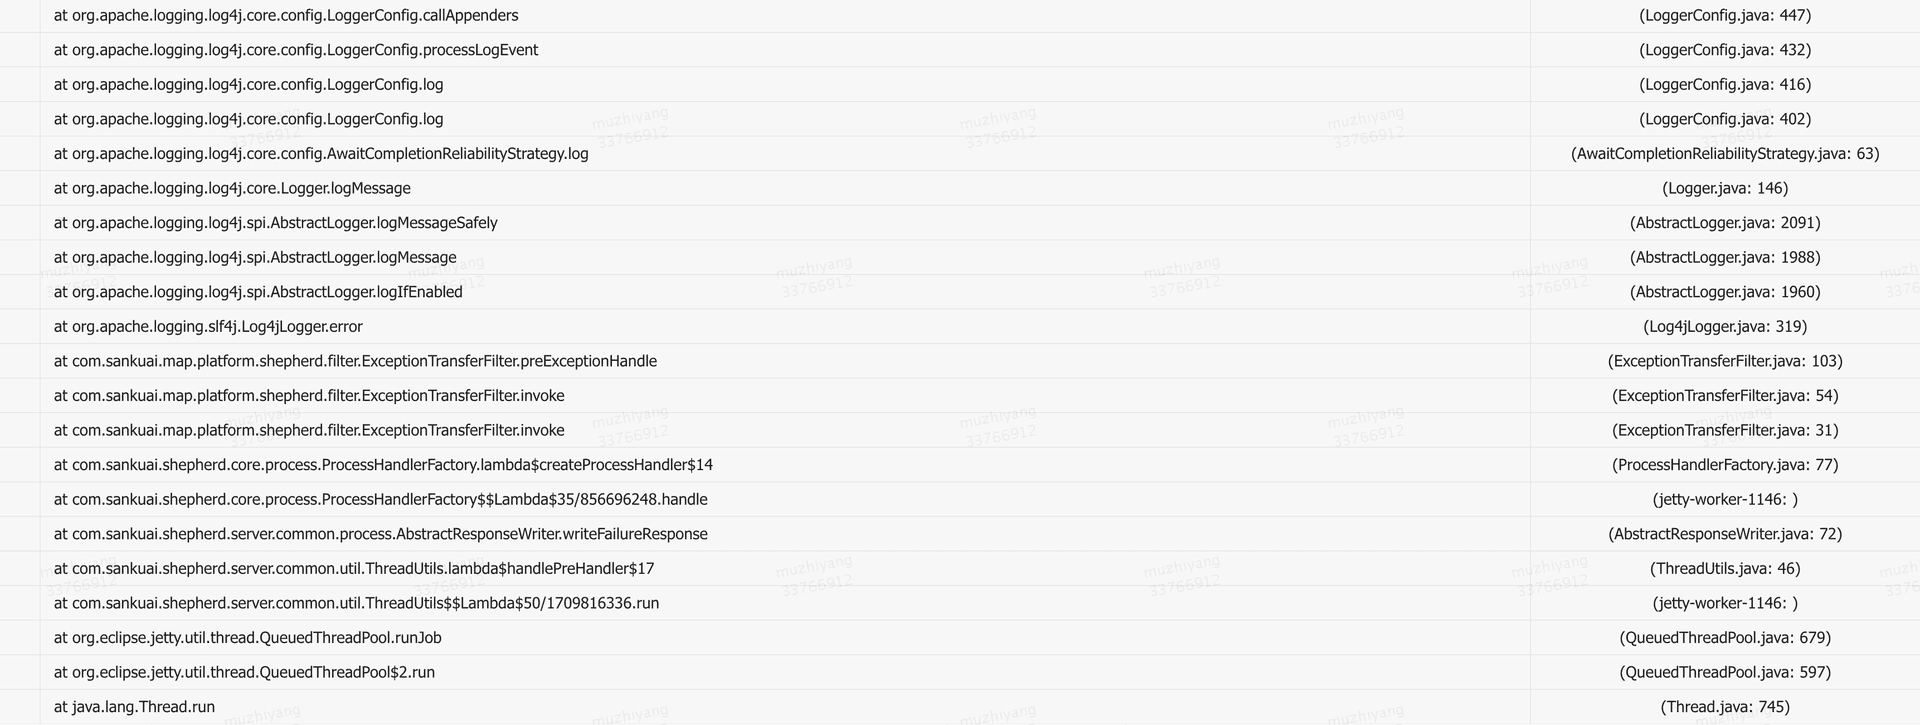 at org.apache.logging.log4j.core.config.LoggerConfig.callAppenders (LoggerConfig.java: 447)
at org.apache.logging.log4j.core.config.LoggerConfig.processLogEvent (LoggerConfig.java: 432)
at org.apache.logging.log4j.core.config.LoggerConfig.log (LoggerConfig.java: 416)
at org.apache.logging.log4j.core.config.LoggerConfig.log (LoggerConfig.java: 402)
at org.apache.logging.log4j.core.config.AwaitCompletionReliabilityStrategy.log (AwaitCompletionReliabilityStrategy.java: 63)
at org.apache.logging.log4j.core.Logger.logMessage (Logger.java: 146)
at org.apache.logging.log4j.spi.AbstractLogger.logMessageSafely (AbstractLogger.java: 2091)
at org.apache.logging.log4j.spi.AbstractLogger.logMessage (AbstractLogger.java: 1988)
at org.apache.logging.log4j.spi.AbstractLogger.logIfEnabled (AbstractLogger.java: 1960)
at org.apache.logging.slf4j.Log4jLogger.error (Log4jLogger.java: 319)
at com.sankuai.map.platform.shepherd.filter.ExceptionTransferFilter.preExceptionHandle (ExceptionTransferFilter.java: 103)
at com.sankuai.map.platform.shepherd.filter.ExceptionTransferFilter.invoke (ExceptionTransferFilter.java: 54)
at com.sankuai.map.platform.shepherd.filter.ExceptionTransferFilter.invoke (ExceptionTransferFilter.java: 31)
at com.sankuai.shepherd.core.process.ProcessHandlerFactory.lambda$createProcessHandler$14 (ProcessHandlerFactory.java: 77)
at com.sankuai.shepherd.core.process.ProcessHandlerFactory$$Lambda$35/856696248.handle (jetty-worker-1146: )
at com.sankuai.shepherd.server.common.process.AbstractResponseWriter.writeFailureResponse (AbstractResponseWriter.java: 72)
at com.sankuai.shepherd.server.common.util.ThreadUtils.lambda$handlePreHandler$17 (ThreadUtils.java: 46)
at com.sankuai.shepherd.server.common.util.ThreadUtils$$Lambda$50/1709816336.run (jetty-worker-1146: )
at org.eclipse.jetty.util.thread.QueuedThreadPool.runJob (QueuedThreadPool.java: 679)
at org.eclipse.jetty.util.thread.QueuedThreadPool$2.run (QueuedThreadPool.java: 597)
at java.lang.Thread.run (Thread.java: 745)
muzhiyang
33766912